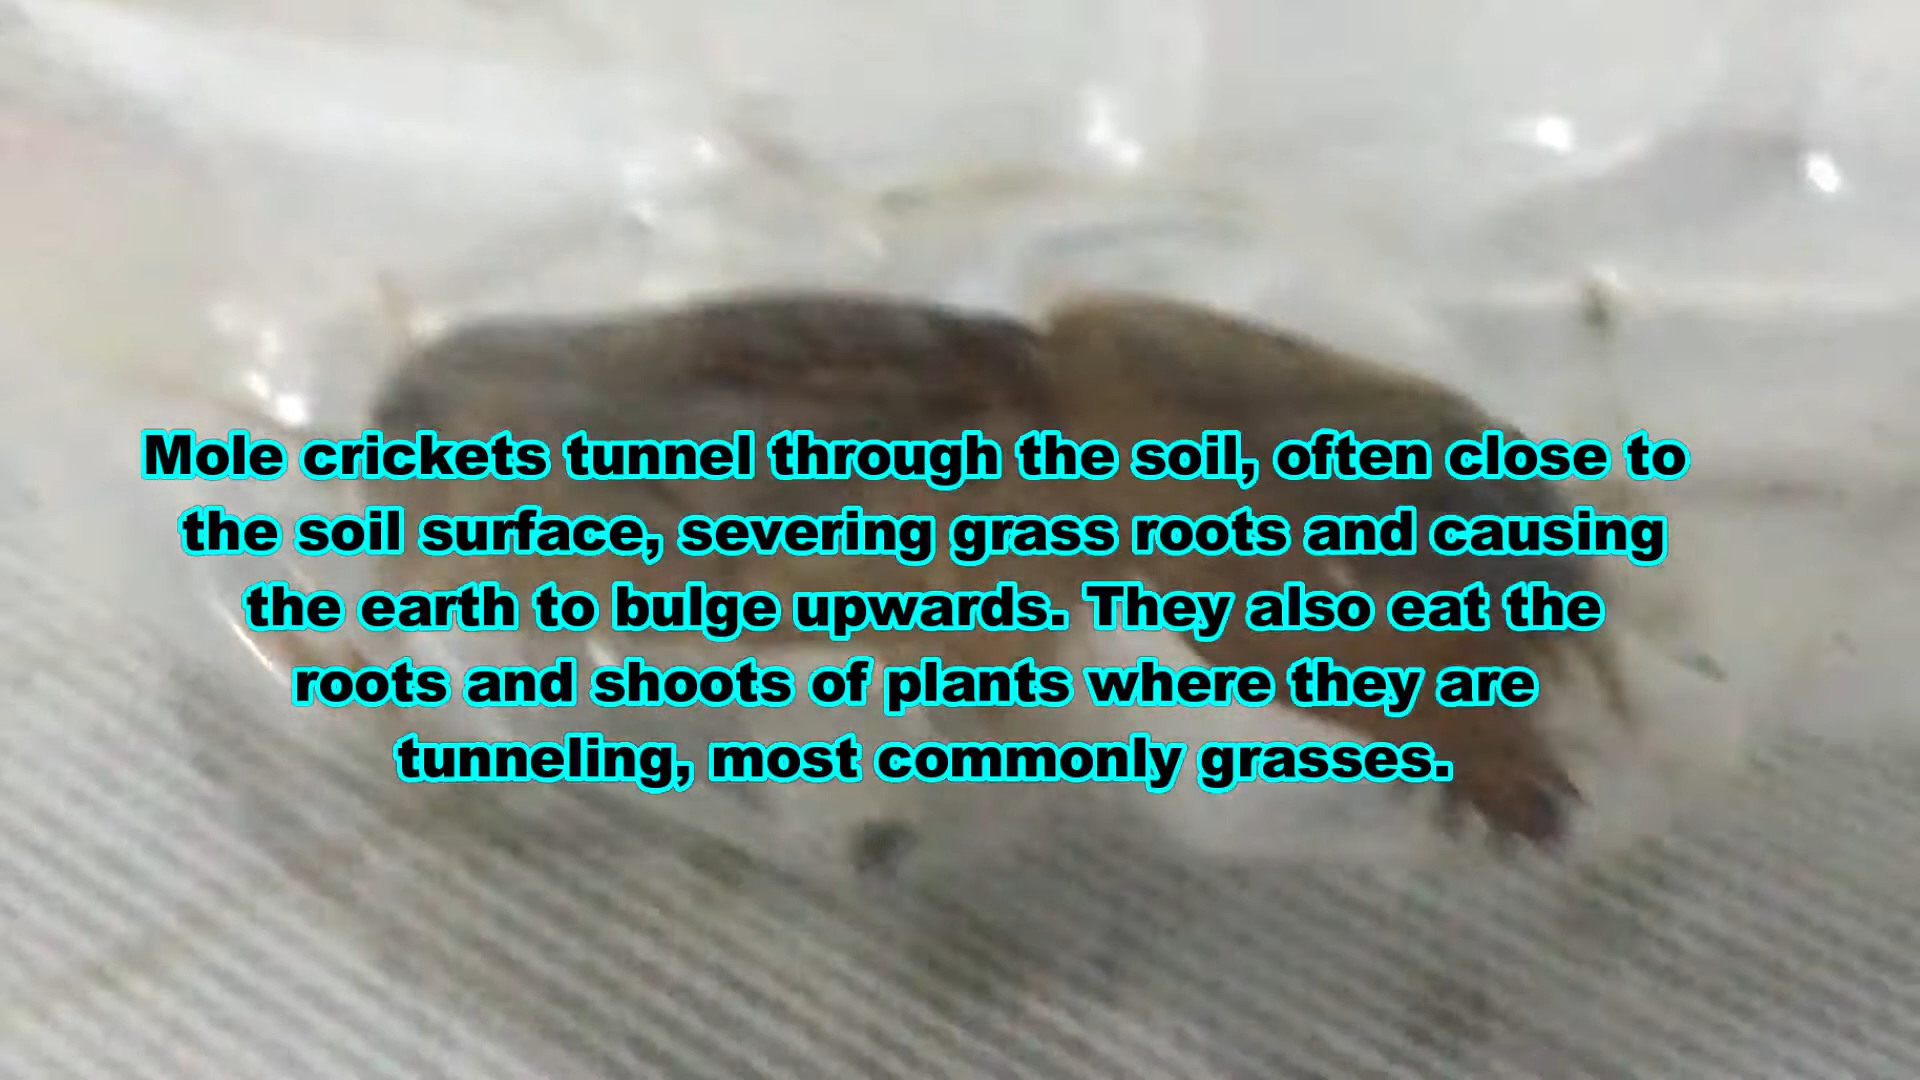 Mole crickets tunnel through the soil, often close to
the soil surface, severing grass roots and causing
the earth to bulge upwards. They also eat the
roots and shoots of plants where they are
tunneling, most commonly grasses.